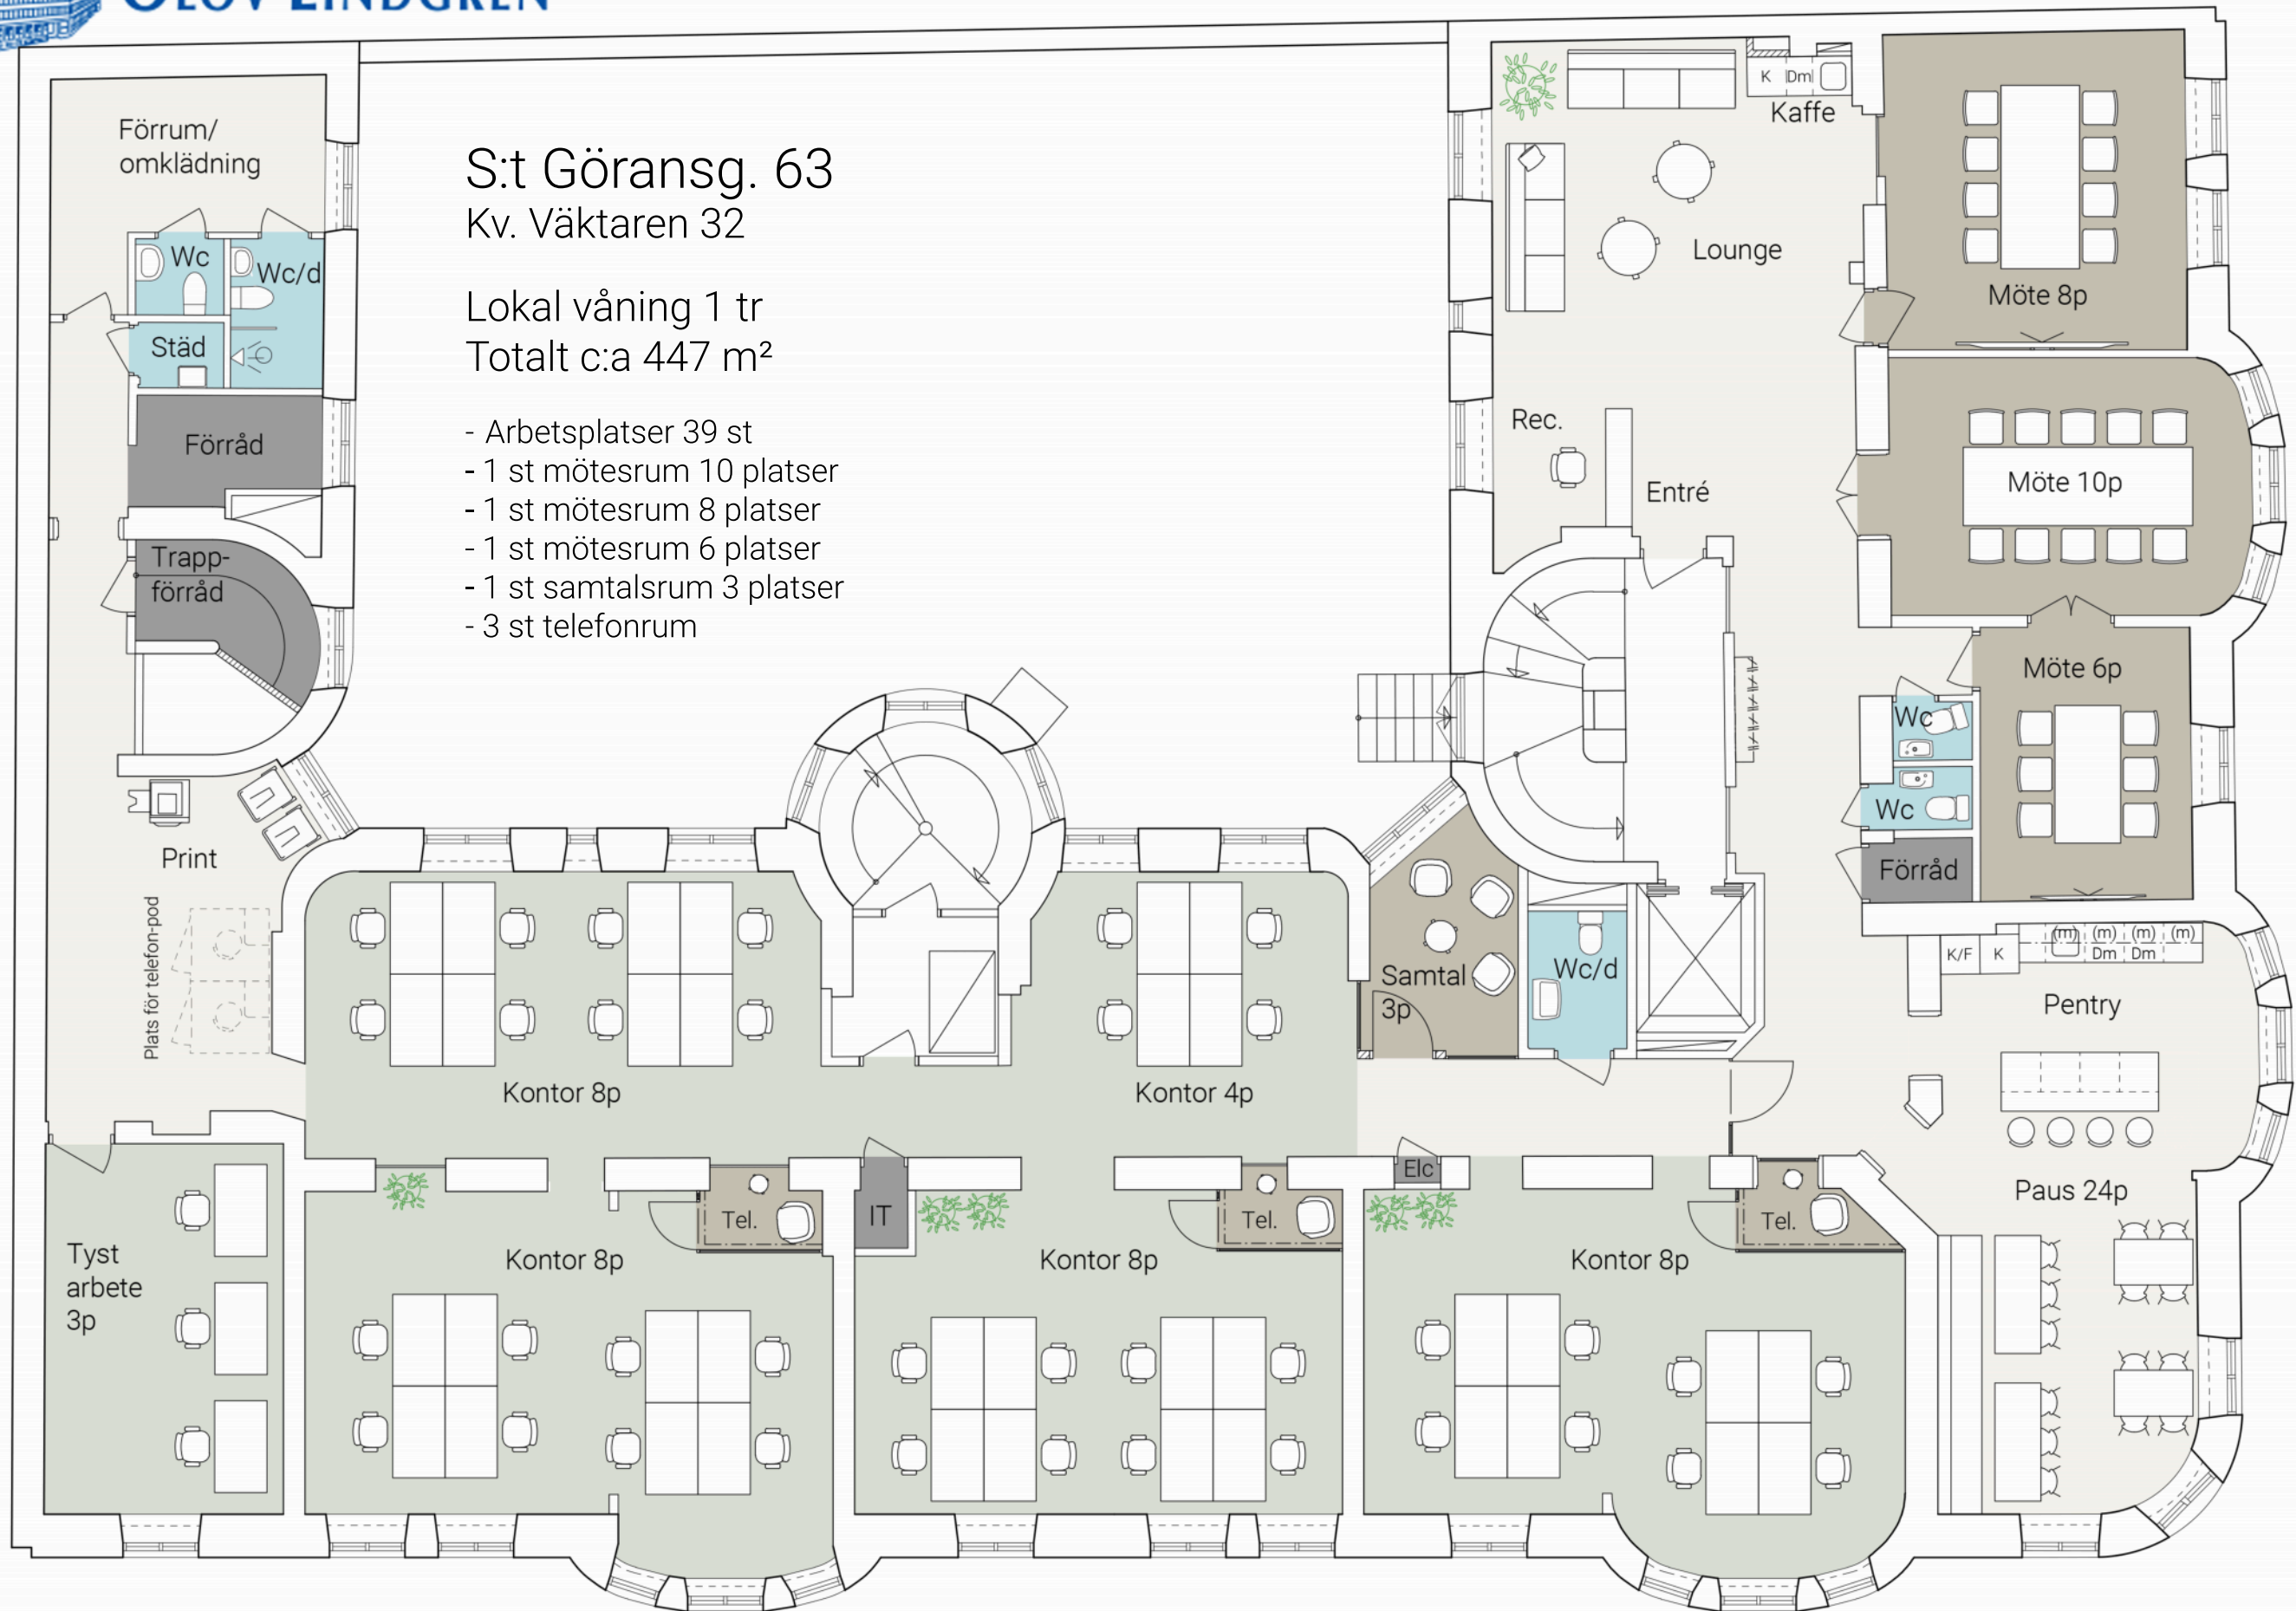 OLOV LINDGREN
S:t Göransg. 63
Kv. Väktaren 32
Lokal våning 1 tr
Totalt c:a 447 m²
- Arbetsplatser 39 st
- 1 st mötesrum 10 platser
- 1 st mötesrum 8 platser
- 1 st mötesrum 6 platser
- 1 st samtalsrum 3 platser
- 3 st telefonrum
Förrum/
omklädning
Wc
Wc/d
Städ
Förråd
Trapp-
förråd
Print
Plats för telefon-pod
K Dm
Kaffe
Lounge
Möte 8p
Rec.
Entré
Möte 10p
Möte 6p
Wc
Wc
Förråd
Samtal
3p
Wc/d
K/F K (m) (m) (m) (m)
Dm Dm
Pentry
Kontor 8p
Kontor 4p
Tyst
arbete
3p
Kontor 8p
Tel.
IT
Kontor 8p
Tel.
Elc
Kontor 8p
Tel.
Paus 24p